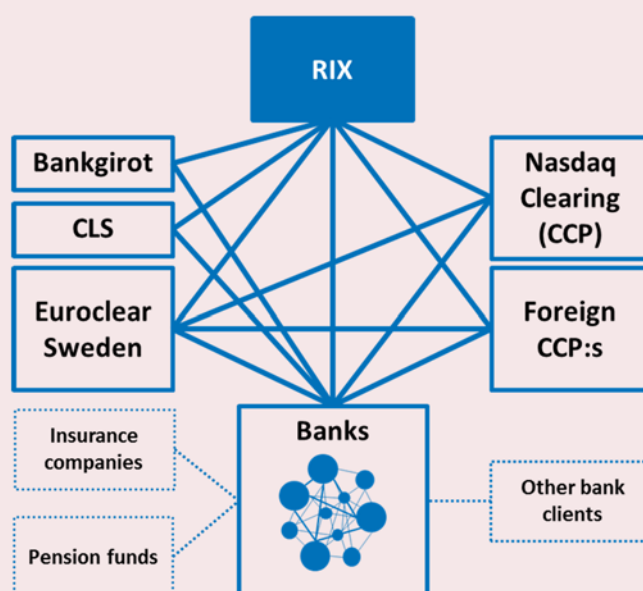 RIX
Bankgirot
CLS
Euroclear
Sweden
Nasdaq
Clearing
(CCP)
Foreign
CCP:s
Banks
Insurance
companies
Pension funds
Other bank
clients